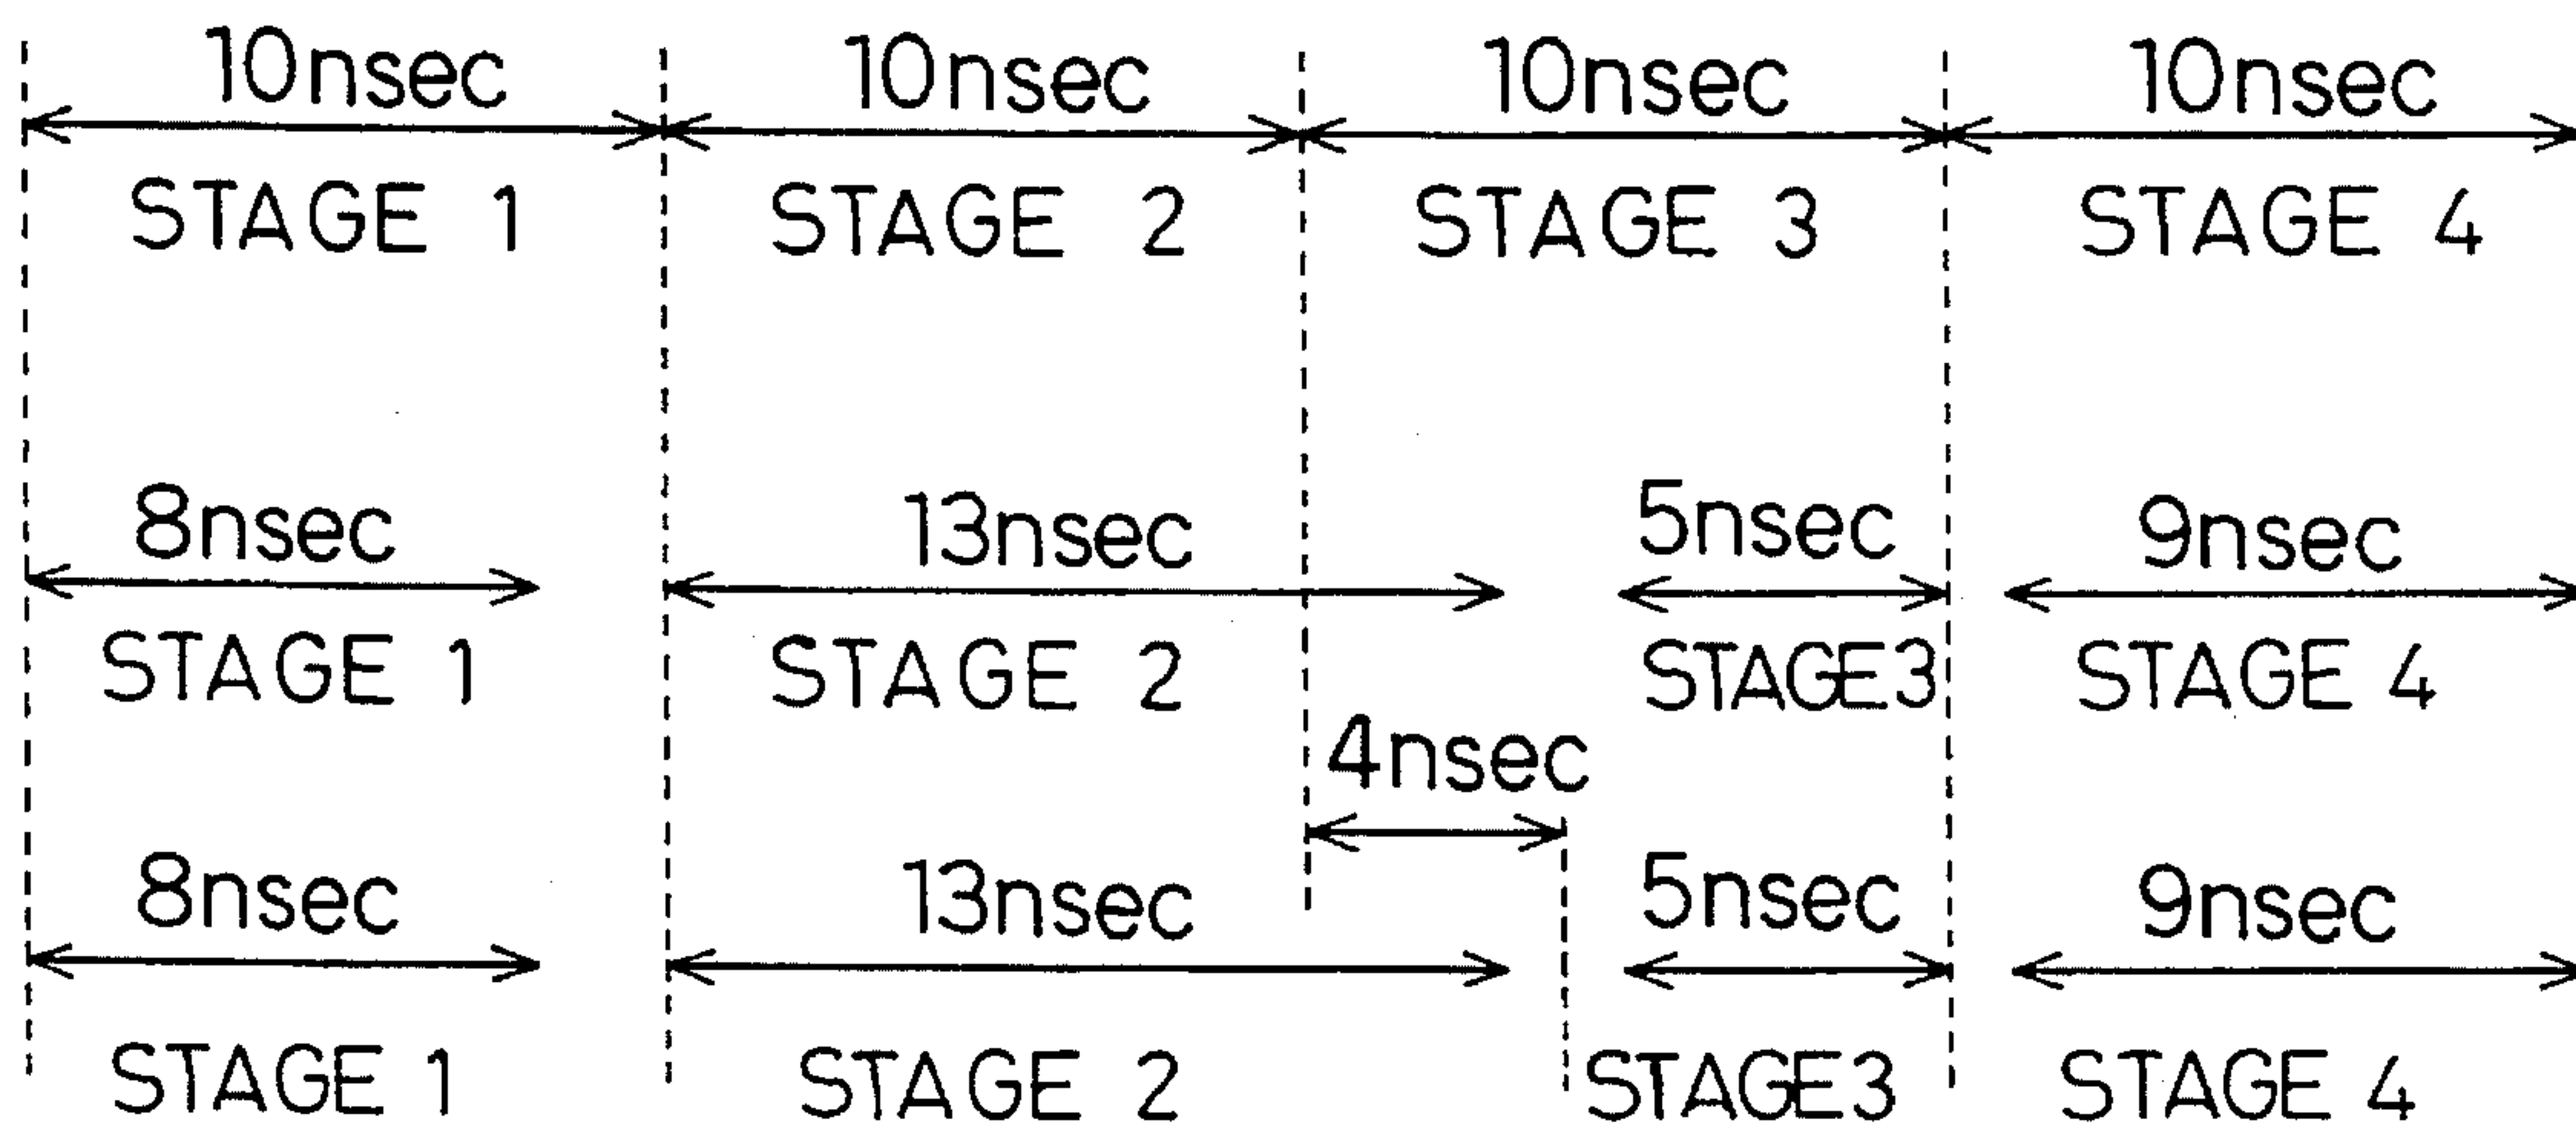 10nsec 10nsec 10nsec 10nsec
STAGE 1 STAGE 2 STAGE 3 STAGE 4
8nsec 13nsec 5nsec 9nsec
STAGE 1 STAGE 2 STAGE3 STAGE 4
4nsec
8nsec 13nsec 5nsec 9nsec
STAGE 1 STAGE 2 STAGE3 STAGE 4